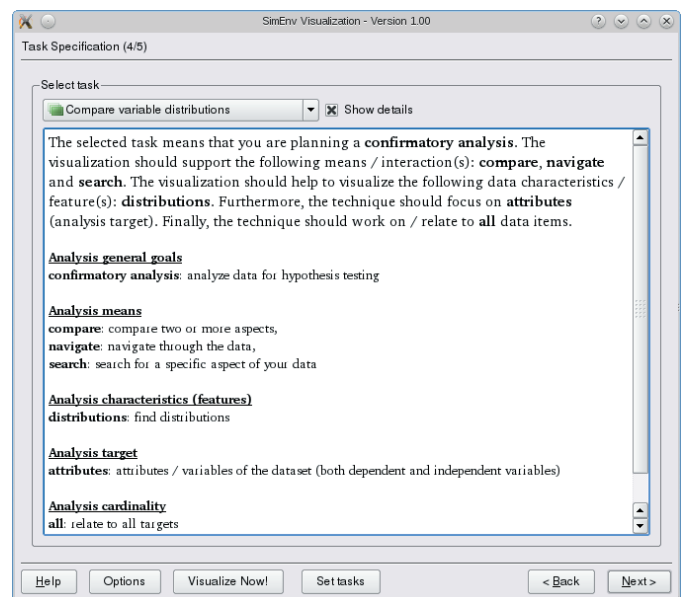 SimEnv Visualization - Version 1.00
Task Specification (4/5)
Select task
Compare variable distributions
Show details
The selected task means that you are planning a confirmatory analysis. The
visualization should support the following means / interaction(s): compare, navigate
and search. The visualization should help to visualize the following data characteristics /
feature(s): distributions. Furthermore, the technique should focus on attributes
(analysis target). Finally, the technique should work on / relate to all data items.
Analysis general goals
confirmatory analysis: analyze data for hypothesis testing
Analysis means
compare: compare two or more aspects,
navigate: navigate through the data,
search: search for a specific aspect of your data
Analysis characteristics (features)
distributions: find distributions
Analysis target
attributes: attributes / variables of the dataset (both dependent and independent variables)
Analysis cardinality
all: relate to all targets
Help Options Visualize Now! Set tasks < Back Next >